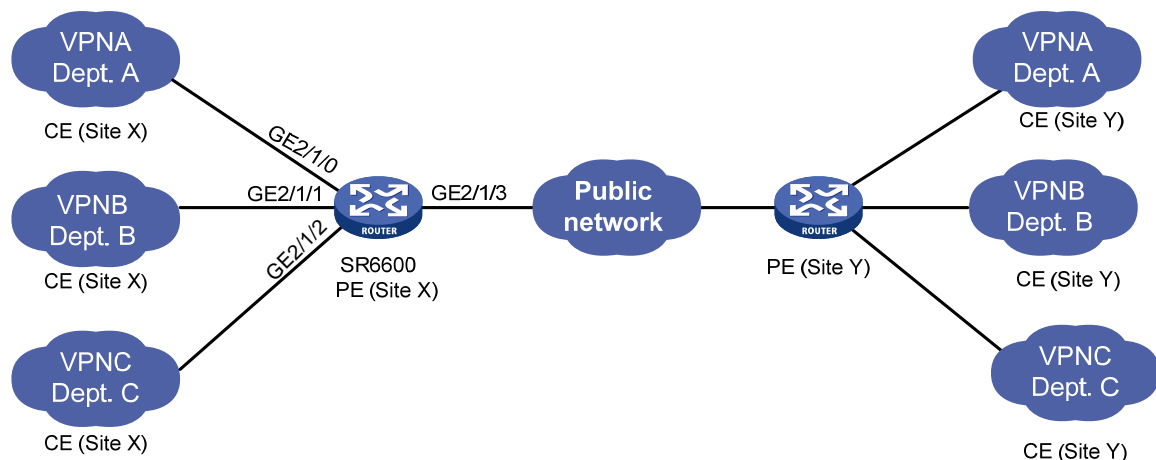 VPNA
Dept. A
CE (Site X)
GE2/1/0
VPNB
Dept. B
CE (Site X)
GE2/1/1
GE2/1/2
VPNC
Dept. C
CE (Site X)
ROUTER
SR6600
PE (Site X)
GE2/1/3
Public
network
ROUTER
PE (Site Y)
VPNA
Dept. A
CE (Site Y)
VPNB
Dept. B
CE (Site Y)
VPNC
Dept. C
CE (Site Y)